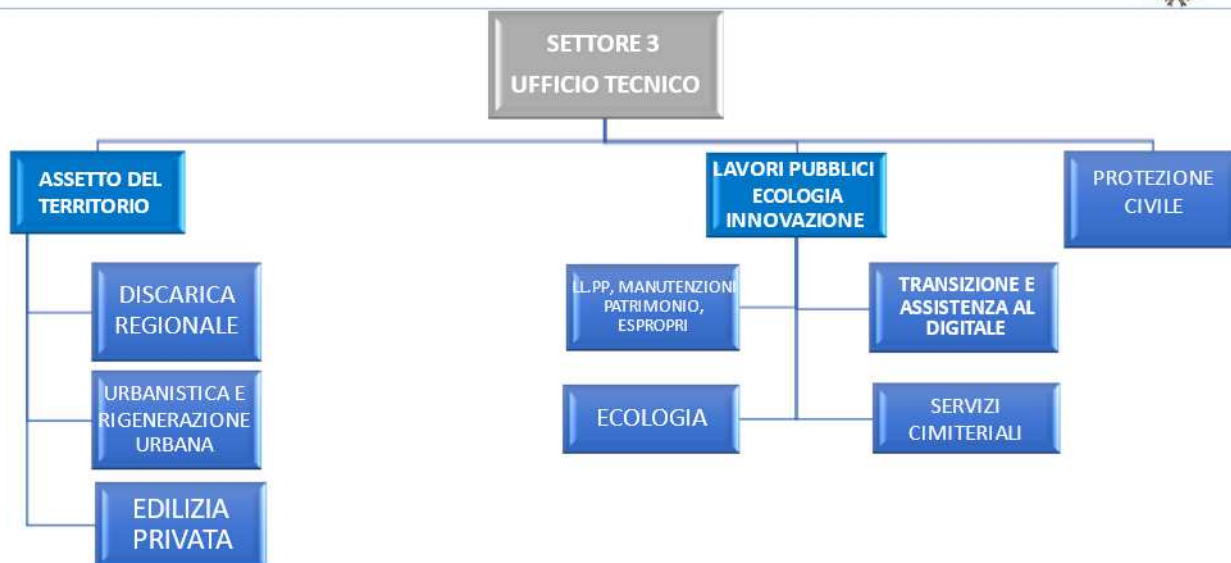 SETTORE 3
UFFICIO TECNICO
ASSETTO DEL
TERRITORIO
LAVORI PUBBLICI
ECOLOGIA
INNOVAZIONE
PROTEZIONE
CIVILE
DISCARICA
REGIONALE
URBANISTICA E
RIGENERAZIONE
URBANA
EDILIZIA
PRIVATA
LL.PP, MANUTENZIONI
PATRIMONIO,
ESPROPRI
TRANSIZIONE E
ASSISTENZA AL
DIGITALE
ECOLOGIA
SERVIZI
CIMITERIALI